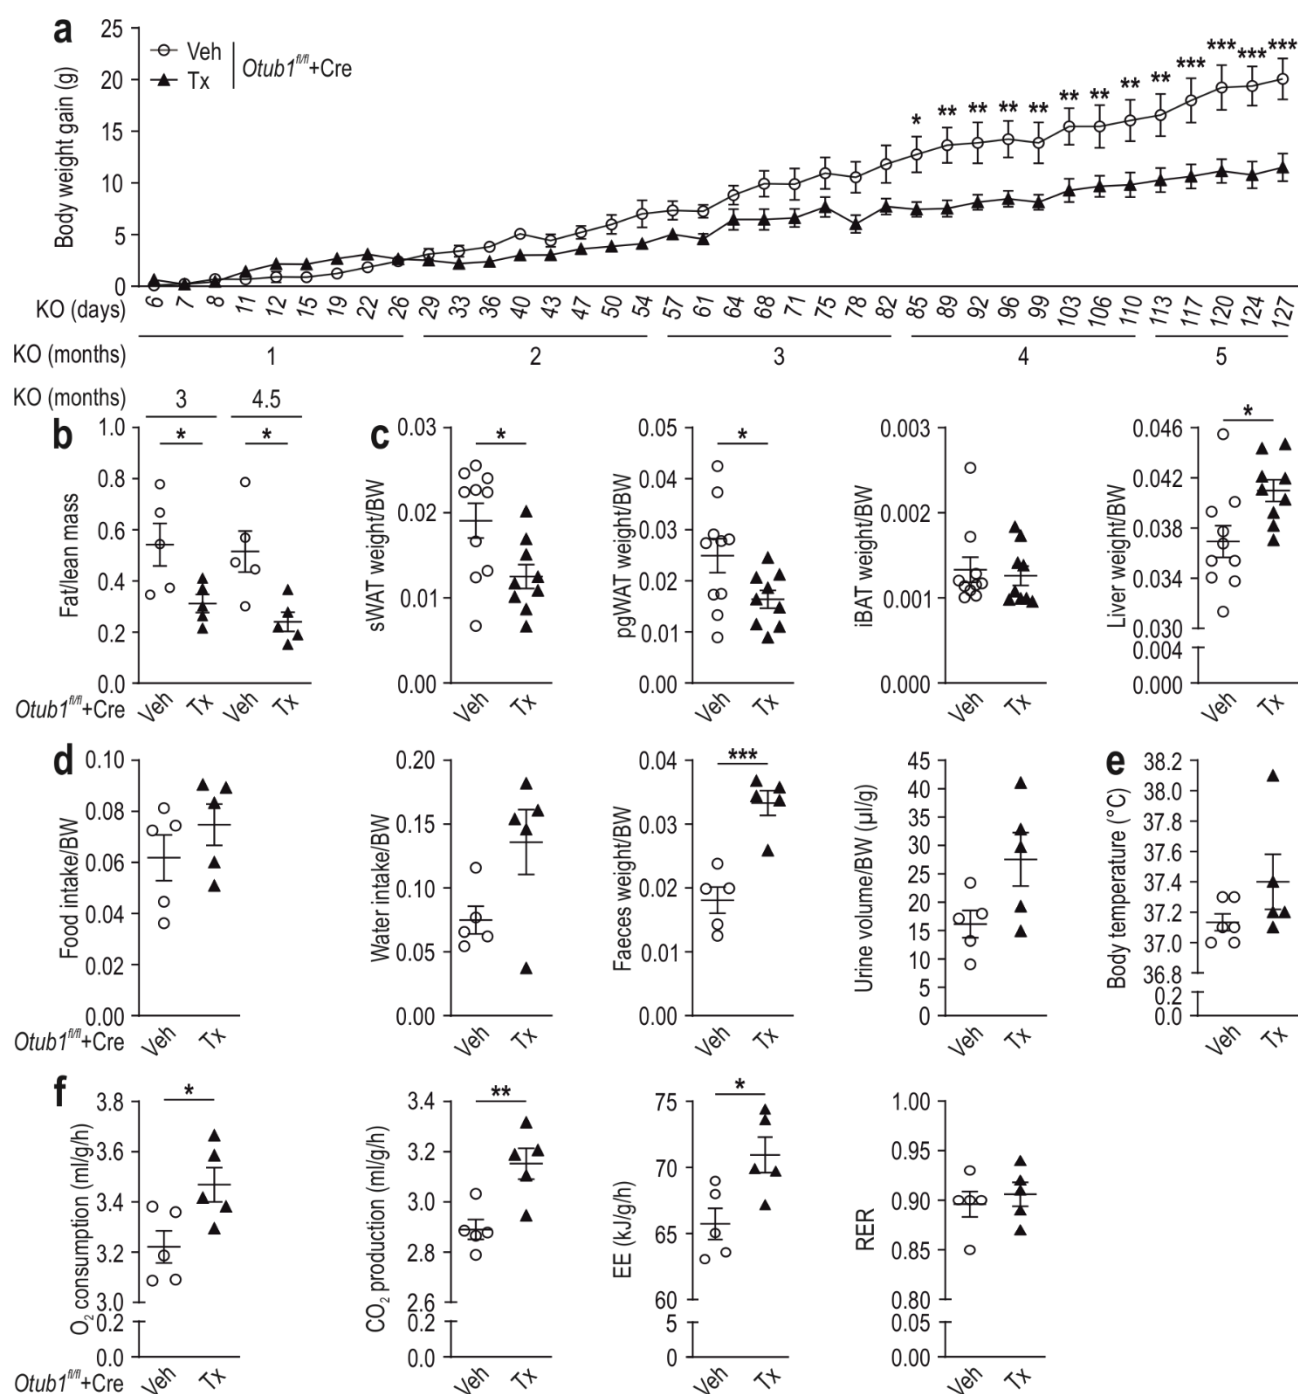 a
Body weight gain (g)
25
20
15
10
5
0
Veh
Tx
Otub1fl/fl+Cre
* ** ** ** ** ** ** ** ** *** *** *** ***
KO (days) 6 7 8 11 12 15 19 22 26 29 33 36 40 43 47 50 54 57 61 64 68 71 75 78 82 85 89 92 96 99 103 106 110 113 117 120 124 127
KO (months) 1 2 3 4 5
KO (months) 3 4.5
b
Fat/lean mass
1.0
0.8
0.6
0.4
0.2
0.0
* *
Otub1fl/fl+Cre Veh Tx Veh Tx
c
sWAT weight/BW
0.03
0.02
0.01
0.00
*
Veh Tx
pgWAT weight/BW
0.05
0.04
0.03
0.02
0.01
0.00
*
Veh Tx
iBAT weight/BW
0.003
0.002
0.001
0.000
Veh Tx
Liver weight/BW
0.046
0.042
0.038
0.034
0.030
0.004
0.000
*
Veh Tx
d
Food intake/BW
0.10
0.08
0.06
0.04
0.02
0.00
Otub1fl/fl+Cre Veh Tx
Water intake/BW
0.20
0.15
0.10
0.05
0.00
Veh Tx
Faeces weight/BW
0.04
0.03
0.02
0.01
0.00
***
Veh Tx
Urine volume/BW (µl/g)
45
40
35
30
25
20
15
10
5
0
Veh Tx
e
Body temperature (°C)
38.2
38.0
37.8
37.6
37.4
37.2
37.0
36.8
0.2
0.0
Veh Tx
f
O2 consumption (ml/g/h)
3.8
3.6
3.4
3.2
3.0
0.2
0.0
*
Otub1fl/fl+Cre Veh Tx
CO2 production (ml/g/h)
3.4
3.2
3.0
2.8
2.6
0.2
0.0
**
Veh Tx
EE (kJ/g/h)
75
70
65
60
5
0
*
Veh Tx
RER
1.00
0.95
0.90
0.85
0.80
0.05
0.00
Veh Tx